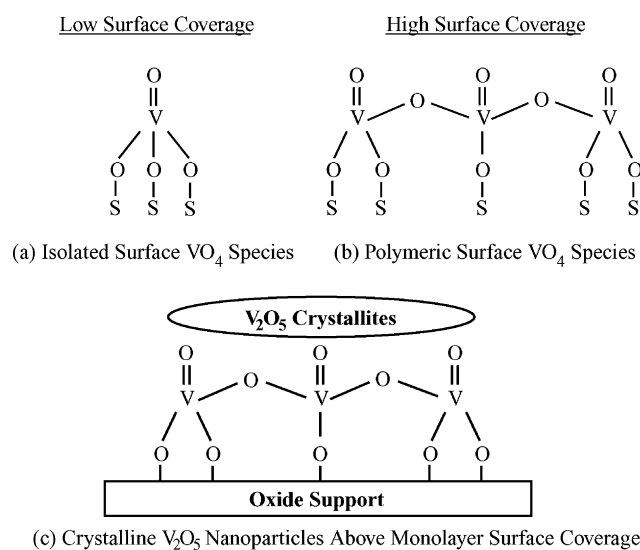 Low Surface Coverage
O
V
O O O
S S S
(a) Isolated Surface VO4 Species
High Surface Coverage
O O O O O
V V V
O O O O O
S S S S S
(b) Polymeric Surface VO4 Species
V2O5 Crystallites
O O O O O
V V V
O O O O O
Oxide Support
(c) Crystalline V2O5 Nanoparticles Above Monolayer Surface Coverage